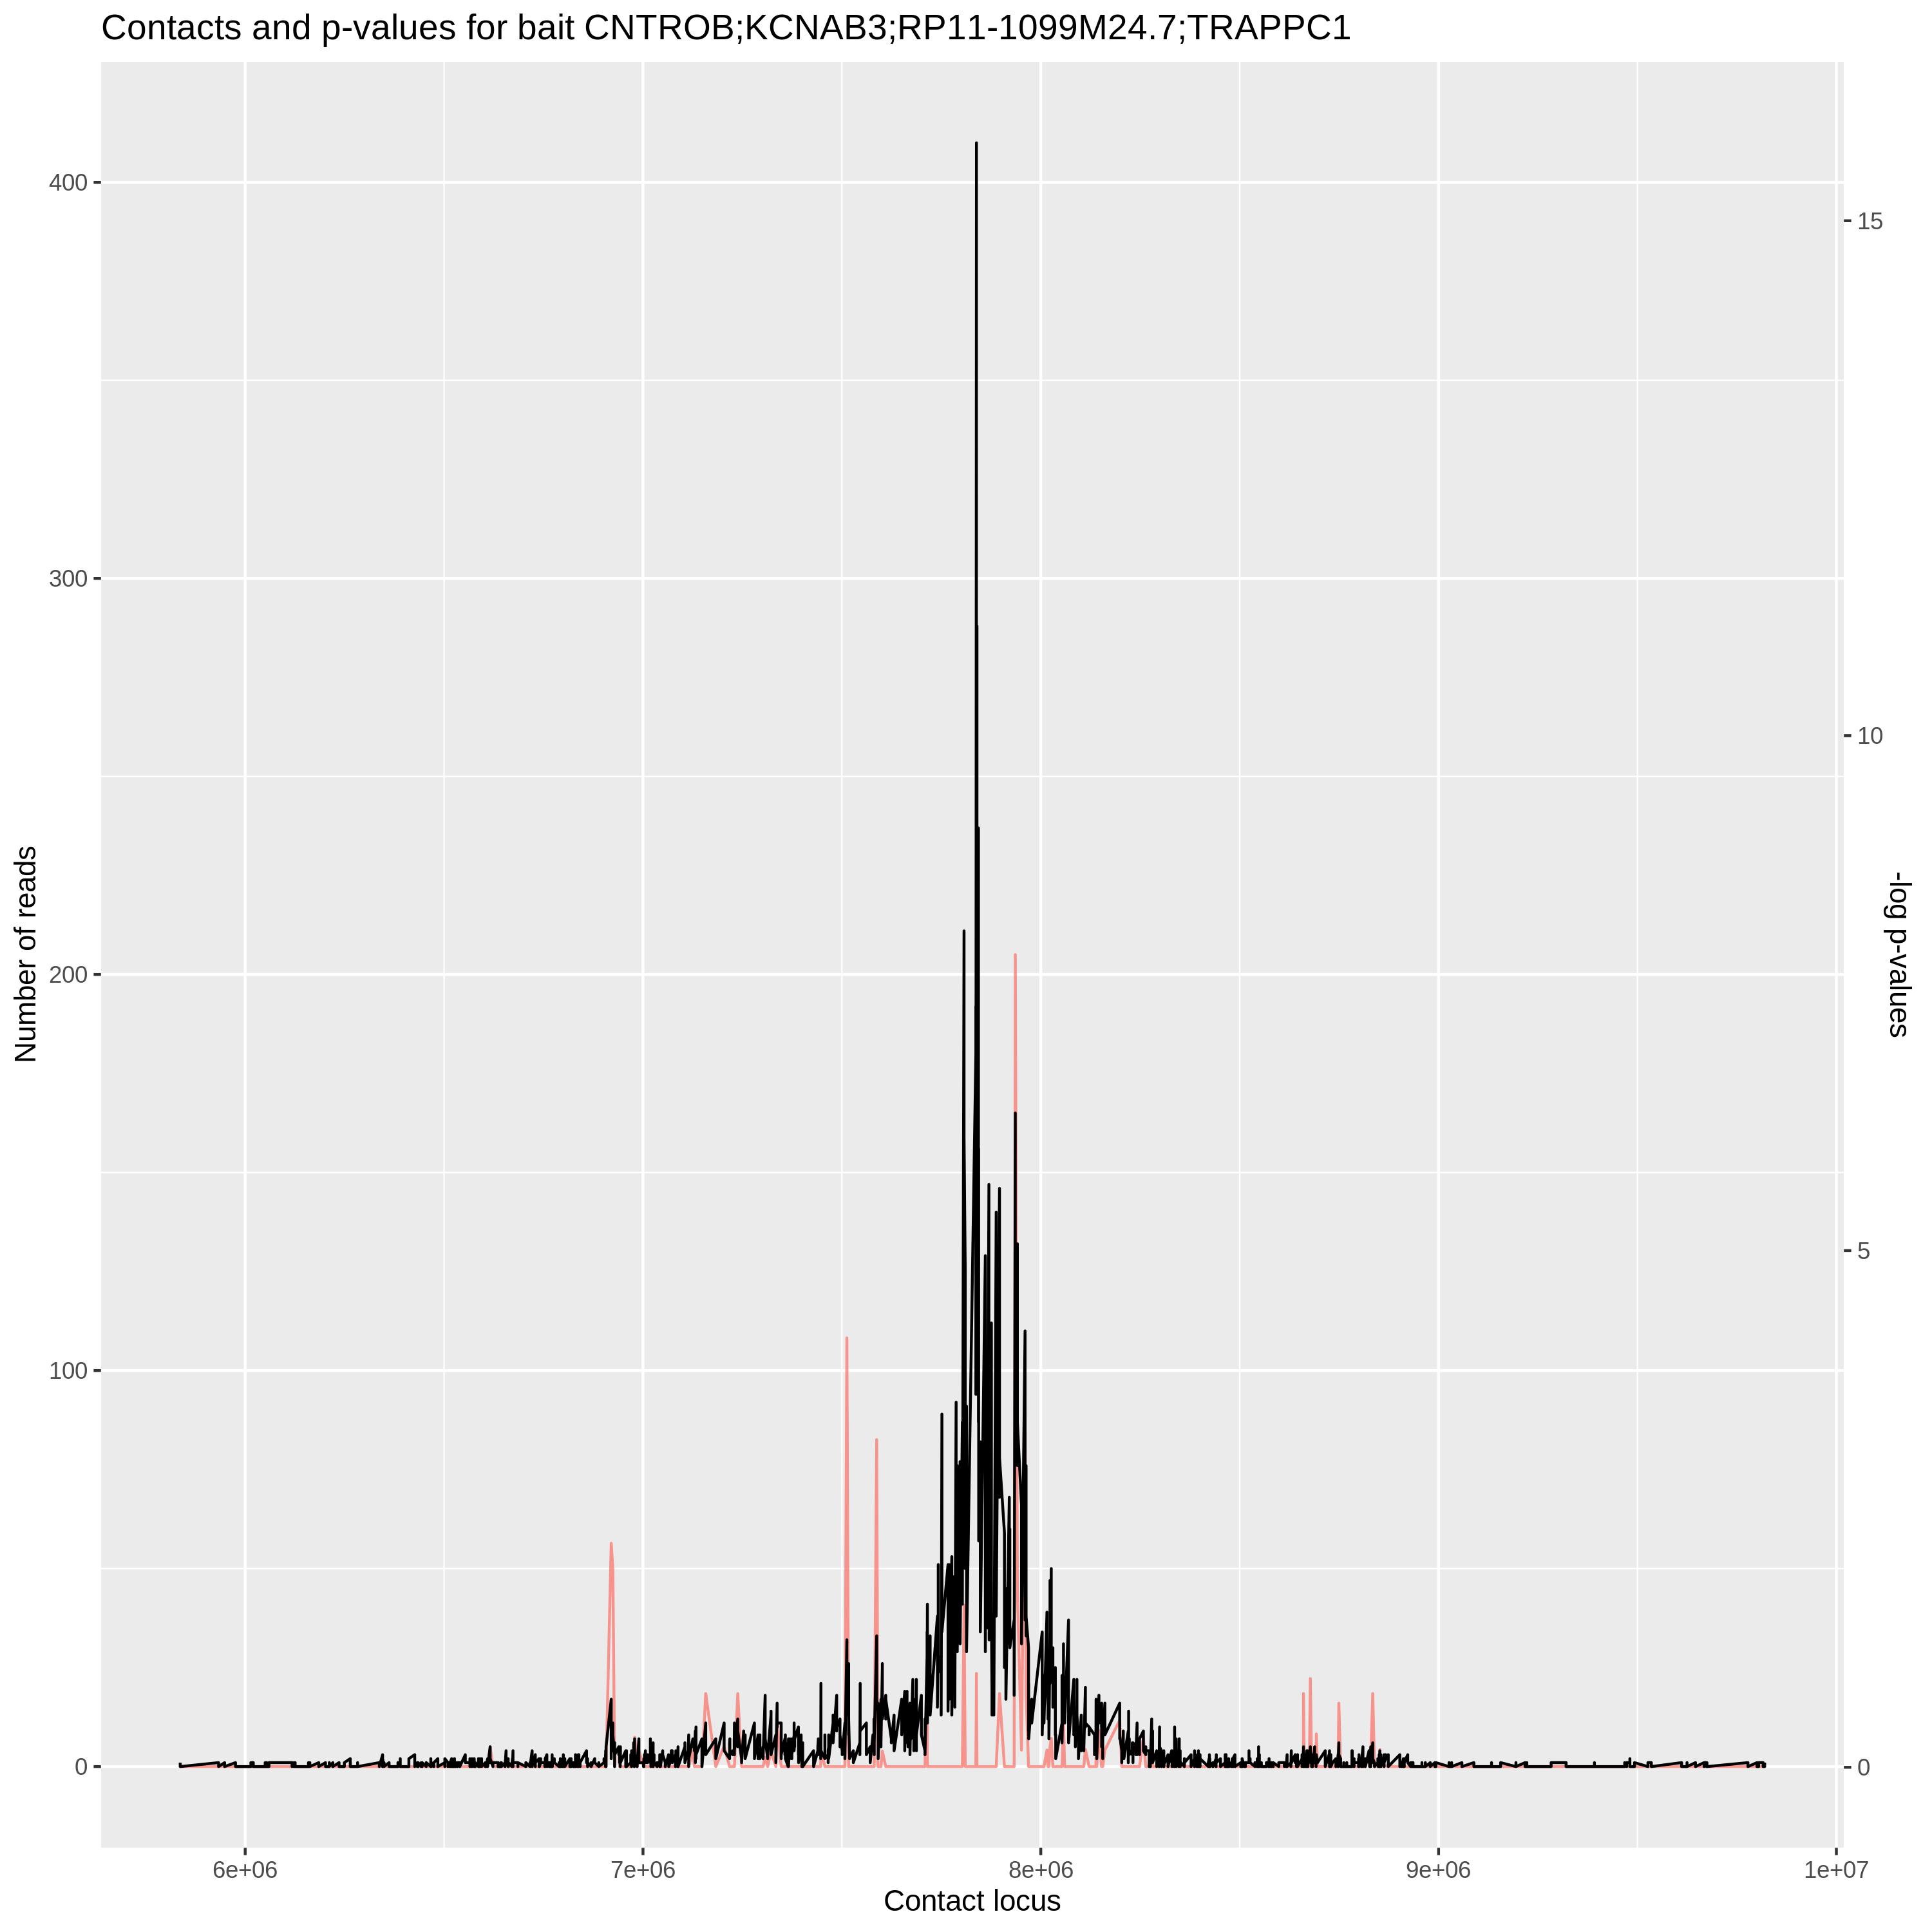 Contacts and p-values for bait CNTROB;KCNAB3;RP11-1099M24.7;TRAPPC1
400
300
200
100
0
Number of reads
15
10
5
0
-log p-values
6e+06
7e+06
8e+06
9e+06
1e+07
Contact locus